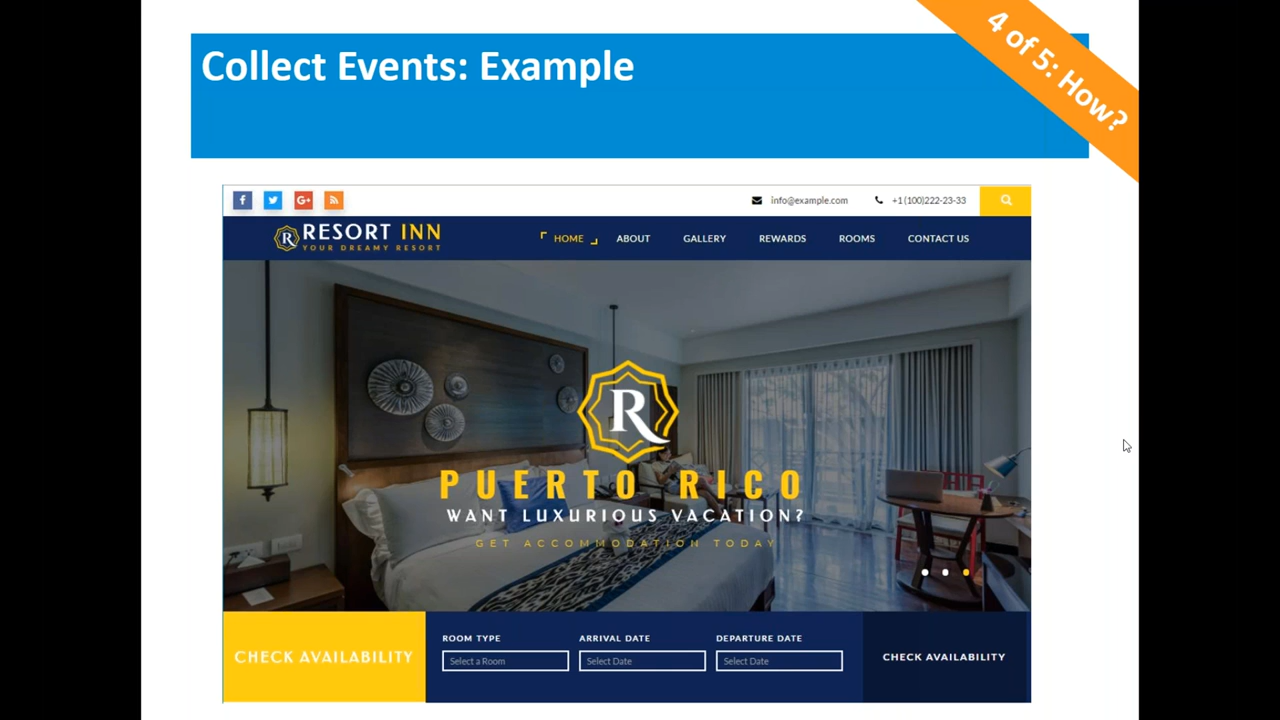 Collect Events: Example
4 of 5: How?
info@example.com
+1 (100)222-23-33
R RESORT INN
YOUR DREAMY RESORT
HOME ABOUT GALLERY REWARDS ROOMS CONTACT US
R
PUERTO RICO
WANT LUXURIOUS VACATION?
GET ACCOMMODATION TODAY
CHECK AVAILABILITY
ROOM TYPE ARRIVAL DATE DEPARTURE DATE
Select a Room Select Date Select Date
CHECK AVAILABILITY